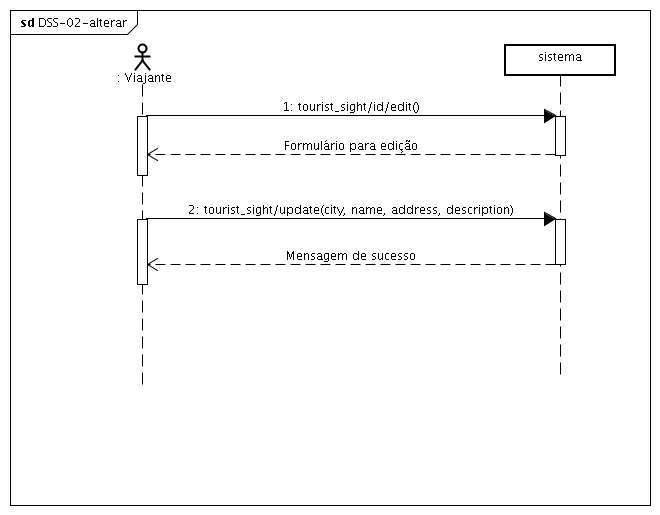 sd DSS-02-alterar
: Viajante
sistema
1: tourist_sight/id/edit()
Formulário para edição
2: tourist_sight/update(city, name, address, description)
Mensagem de sucesso